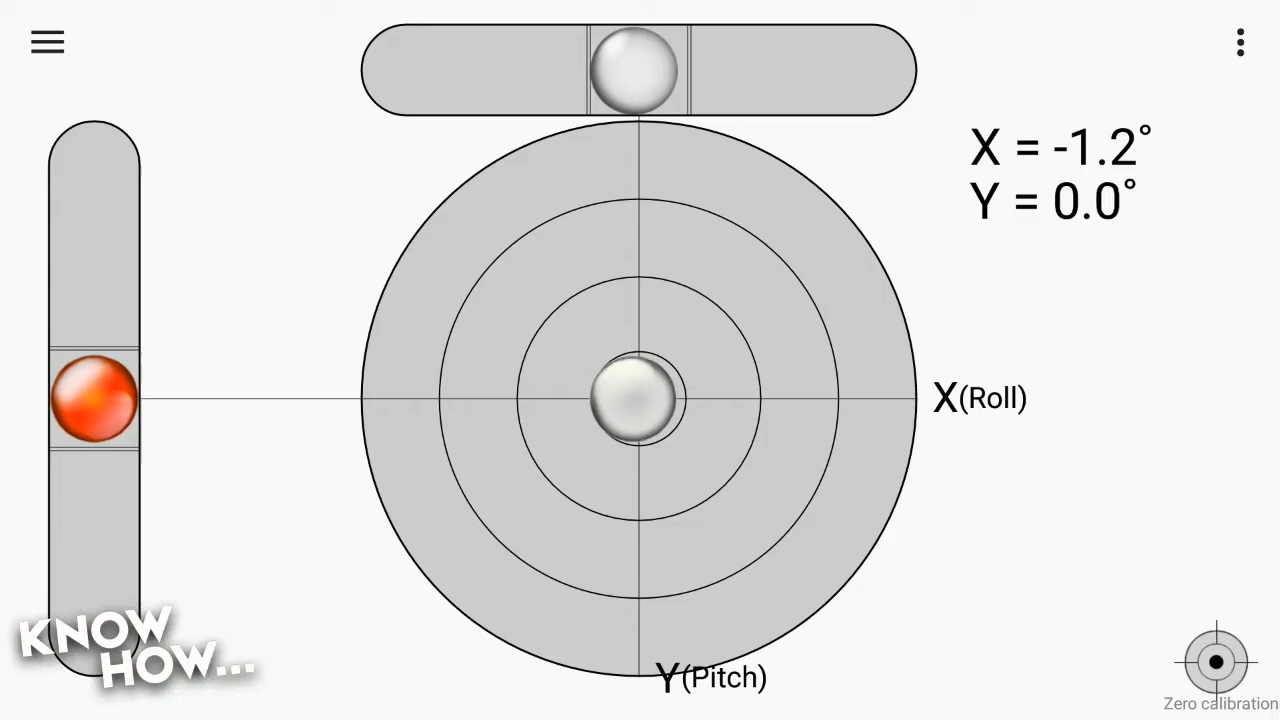 X = -1.2°
Y = 0.0°
X(Roll)
Y(Pitch)
KNOW
HOW...
Zero calibration